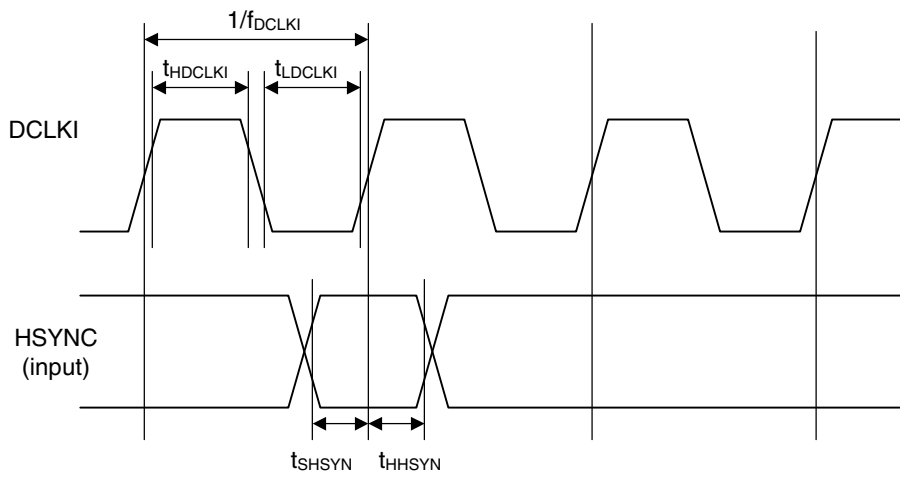 1/fDCLKI
tHDCLKI
tLDCLKI
DCLKI
HSYNC
(input)
tSHSYN
tHHSYN